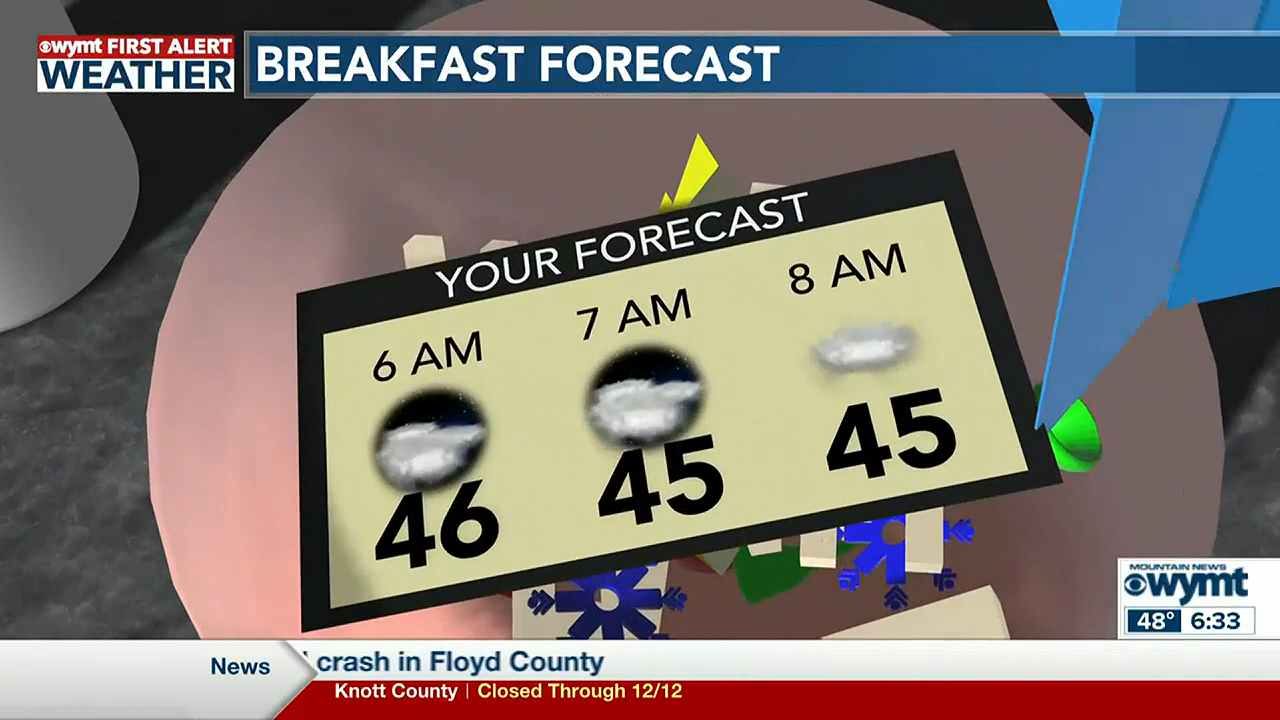 wymt FIRST ALERT
WEATHER
BREAKFAST FORECAST
YOUR FORECAST
6 AM
7 AM
8 AM
46
45
45
MOUNTAIN NEWS
wymt
48° 6:33
News
crash in Floyd County
Knott County | Closed Through 12/12